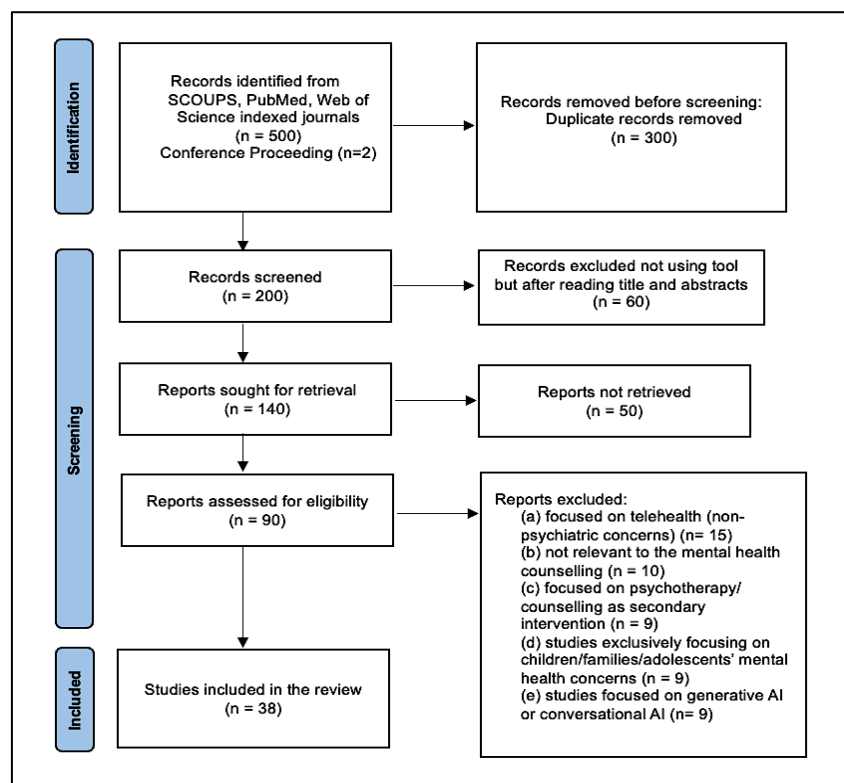 Identification
Records identified from
SCOUPS, PubMed, Web of
Science indexed journals
(n = 500)
Conference Proceeding (n=2)
Records removed before screening:
Duplicate records removed
(n = 300)
Screening
Records screened
(n = 200)
Records excluded not using tool
but after reading title and abstracts
(n = 60)
Reports sought for retrieval
(n = 140)
Reports not retrieved
(n = 50)
Reports assessed for eligibility
(n = 90)
Reports excluded:
(a) focused on telehealth (non-
psychiatric concerns) (n= 15)
(b) not relevant to the mental health
counselling (n = 10)
(c) focused on psychotherapy/
counselling as secondary
intervention (n = 9)
(d) studies exclusively focusing on
children/families/adolescents' mental
health concerns (n = 9)
(e) studies focused on generative AI
or conversational AI (n= 9)
Included
Studies included in the review
(n = 38)